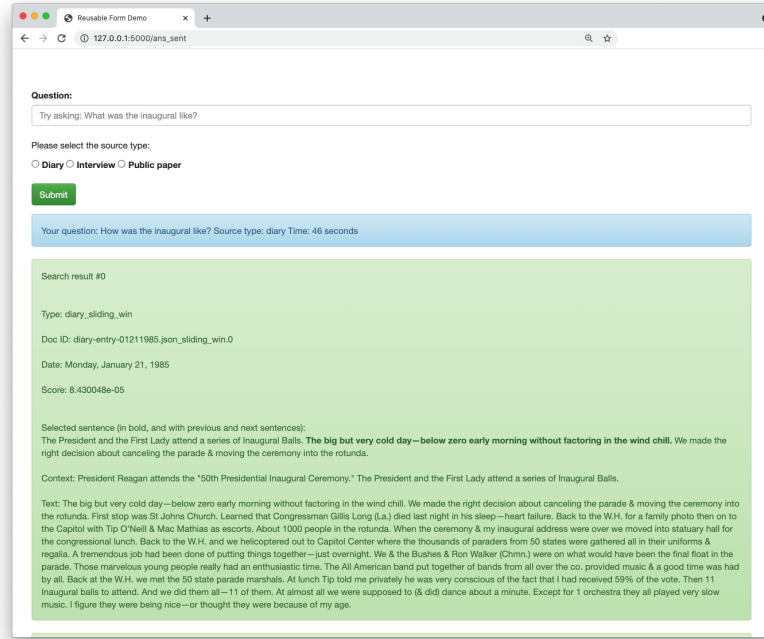 Reusable Form Demo
127.0.0.1:5000/ans_sent
Question:
Try asking: What was the inaugural like?
Please select the source type:
Diary Interview Public paper
Submit
Your question: How was the inaugural like? Source type: diary Time: 46 seconds
Search result #0
Type: diary_sliding_win
Doc ID: diary-entry-01211985.json_sliding_win.0
Date: Monday, January 21, 1985
Score: 8.430048e-05
Selected sentence (in bold, and with previous and next sentences):
The President and the First Lady attend a series of Inaugural Balls. The big but very cold day—below zero early morning without factoring in the wind chill. We made the
right decision about canceling the parade & moving the ceremony into the rotunda.
Context: President Reagan attends the "50th Presidential Inaugural Ceremony." The President and the First Lady attend a series of Inaugural Balls.
Text: The big but very cold day—below zero early morning without factoring in the wind chill. We made the right decision about canceling the parade & moving the ceremony into
the rotunda. First stop was St Johns Church. Learned that Congressman Gillis Long (La.) died last night in his sleep—heart failure. Back to the W.H. for a family photo then on to
the Capitol with Tip O'Neill & Mac Mathias as escorts. About 1000 people in the rotunda. When the ceremony & my inaugural address were over we moved into statuary hall for
the congressional lunch. Back to the W.H. and we helicoptered out to Capitol Center where the thousands of paraders from 50 states were gathered all in their uniforms &
regalia. A tremendous job had been done of putting things together—just overnight. We & the Bushes & Ron Walker (Chmn.) were on what would have been the final float in the
parade. Those marvelous young people really had an enthusiastic time. The All American band put together of bands from all over the co. provided music & a good time was had
by all. Back at the W.H. we met the 50 state parade marshals. At lunch Tip told me privately he was very conscious of the fact that I had received 59% of the vote. Then 11
Inaugural balls to attend. And we did them all—11 of them. At almost all we were supposed to (& did) dance about a minute. Except for 1 orchestra they all played very slow
music. I figure they were being nice—or thought they were because of my age.